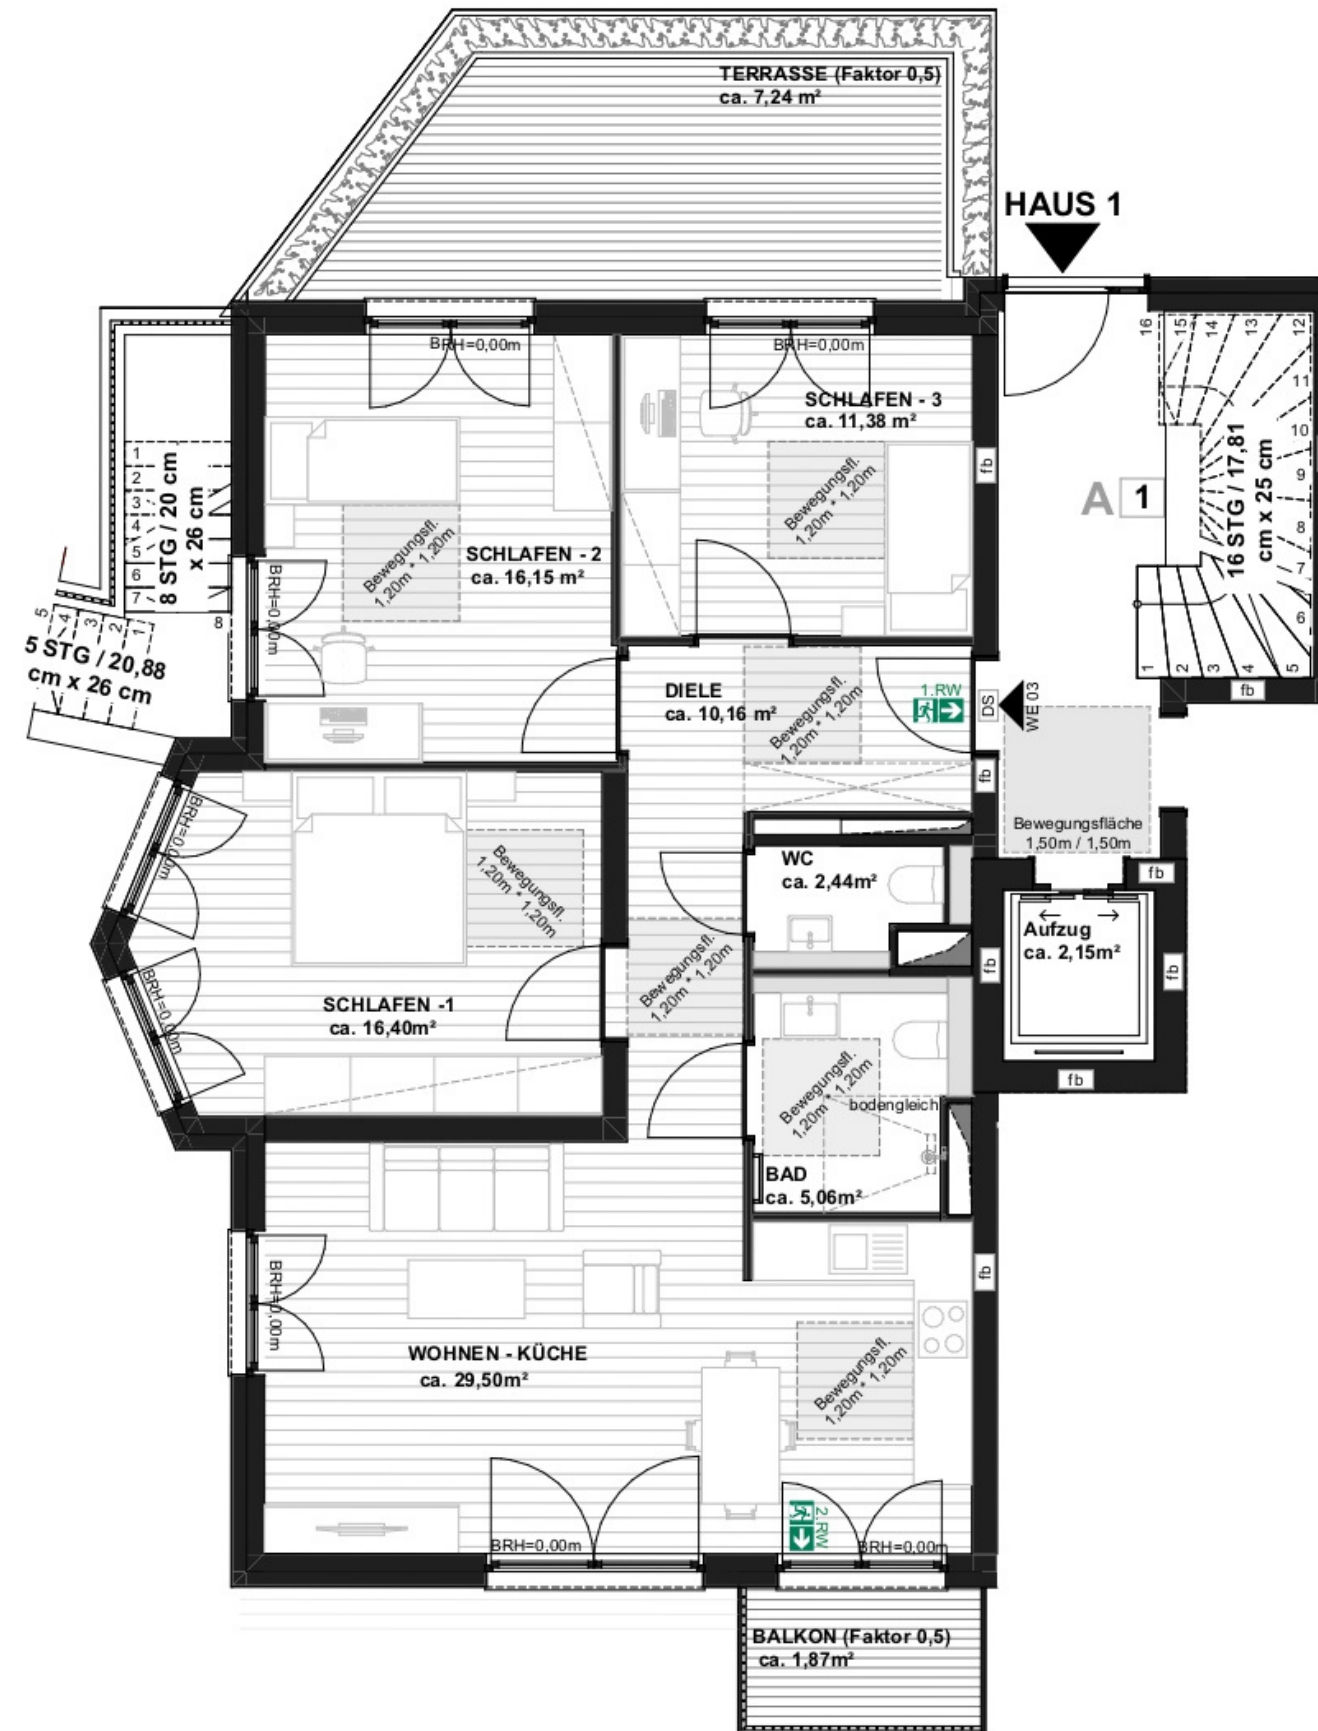 TERRASSE (Faktor 0,5)
ca. 7,24 m²
HAUS 1
BRH=0,00m
BRH=0,00m
SCHLAFEN - 3
ca. 11,38 m²
Bewegungsfl.
1,20m * 1,20m
fb
A 1
16
15
14
13
12
11
10
9
8
7
6
5
4
3
2
1
16 STG / 17,81
cm x 25 cm
fb
1
2
3
4
5
6
7
8
8 STG / 20 cm
x 26 cm
5
4
3
2
1
5 STG / 20,88
cm x 26 cm
Bewegungsfl.
1,20m * 1,20m
SCHLAFEN - 2
ca. 16,15 m²
BRH=0,00m
DIELE
ca. 10,16 m²
Bewegungsfl.
1,20m * 1,20m
1.RW
DS
WE 03
fb
Bewegungsfläche
1,50m / 1,50m
BRH=0,00m
Bewegungsfl.
1,20m * 1,20m
WC
ca. 2,44m²
fb
Aufzug
ca. 2,15m²
fb
fb
fb
BRH=0,00m
SCHLAFEN -1
ca. 16,40m²
Bewegungsfl.
1,20m * 1,20m
Bewegungsfl.
1,20m * 1,20m
bodengleich
BAD
ca. 5,06m²
fb
BRH=0,00m
WOHNEN - KÜCHE
ca. 29,50m²
Bewegungsfl.
1,20m * 1,20m
2.RW
BRH=0,00m
BRH=0,00m
BALKON (Faktor 0,5)
ca. 1,87m²